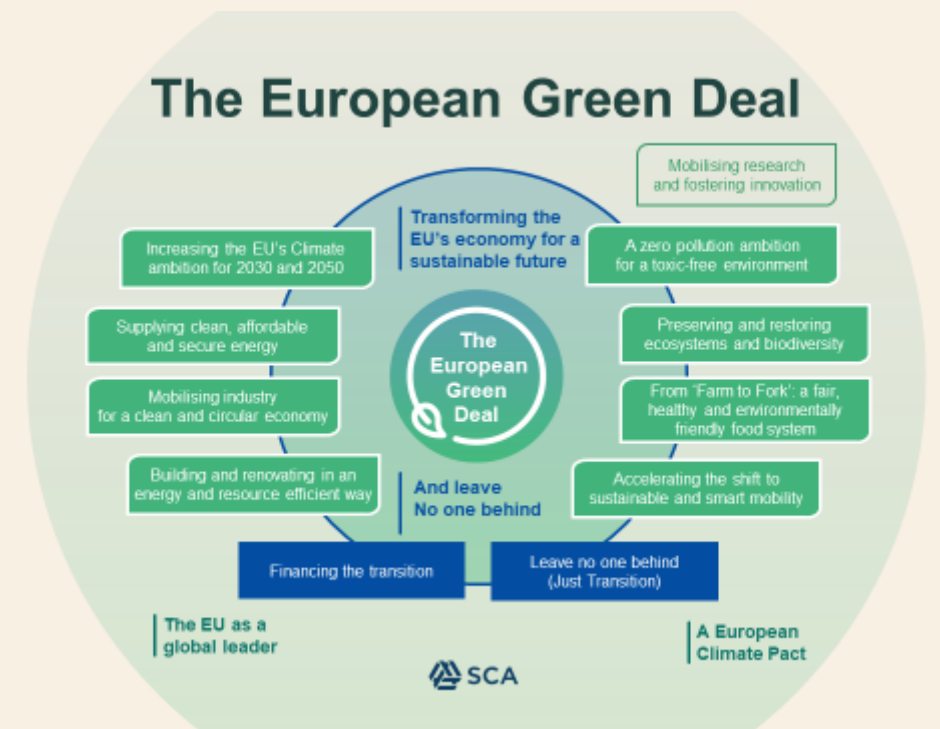 The European Green Deal
Mobilising research
and fostering innovation
Transforming the
EU's economy for a
sustainable future
Increasing the EU's Climate
ambition for 2030 and 2050
Supplying clean, affordable
and secure energy
Mobilising industry
for a clean and circular economy
Building and renovating in an
energy and resource efficient way
The
European
Green
Deal
A zero pollution ambition
for a toxic-free environment
Preserving and restoring
ecosystems and biodiversity
From 'Farm to Fork': a fair,
healthy and environmentally
friendly food system
Accelerating the shift to
sustainable and smart mobility
And leave
No one behind
Financing the transition
Leave no one behind
(Just Transition)
The EU as a
global leader
A European
Climate Pact
SCA